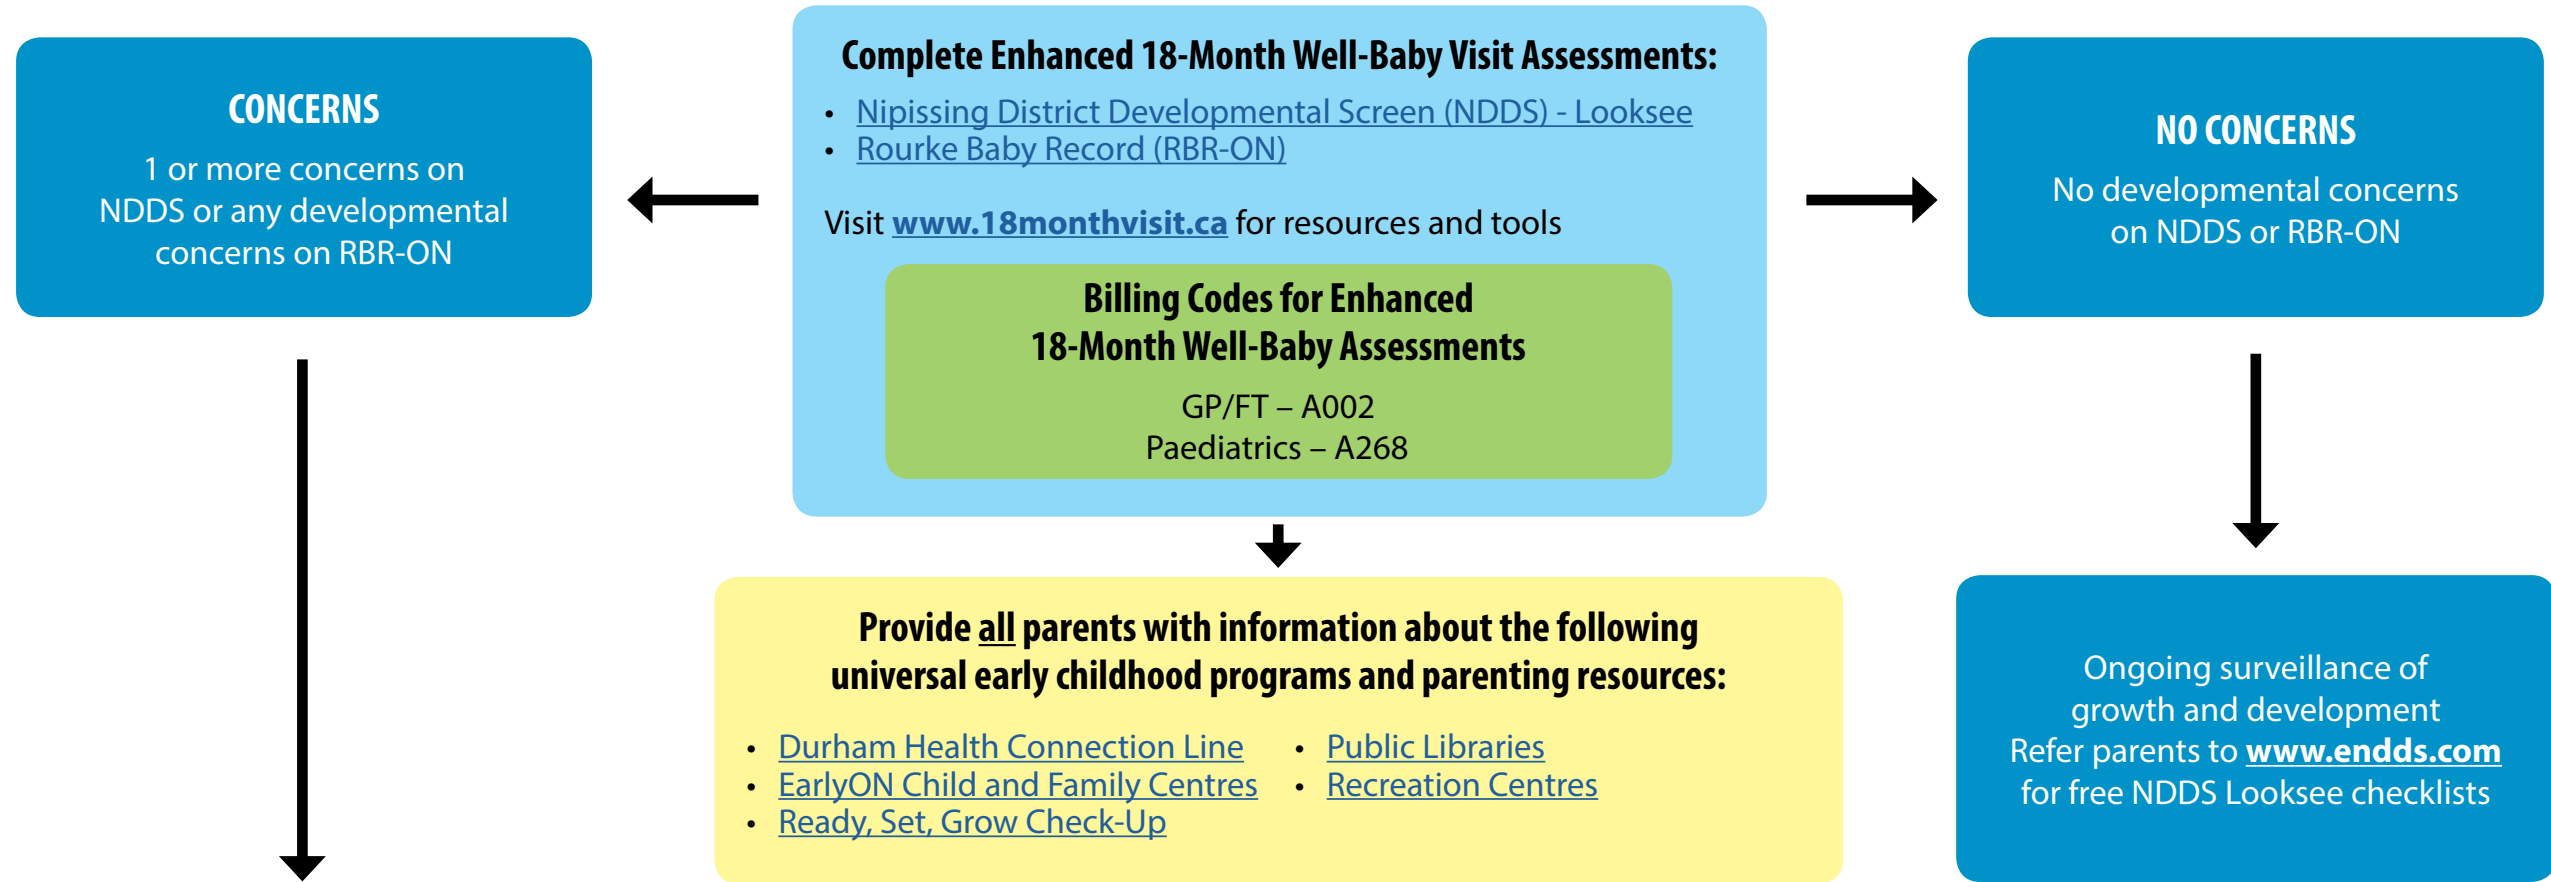 CONCERNS
1 or more concerns on
NDDS or any developmental
concerns on RBR-ON
Complete Enhanced 18-Month Well-Baby Visit Assessments:
• Nipissing District Developmental Screen (NDDS) - Looksee
• Rourke Baby Record (RBR-ON)
Visit www.18monthvisit.ca for resources and tools
Billing Codes for Enhanced
18-Month Well-Baby Assessments
GP/FT – A002
Paediatrics – A268
NO CONCERNS
No developmental concerns
on NDDS or RBR-ON
Provide all parents with information about the following
universal early childhood programs and parenting resources:
• Durham Health Connection Line
• EarlyON Child and Family Centres
• Ready, Set, Grow Check-Up
• Public Libraries
• Recreation Centres
Ongoing surveillance of
growth and development
Refer parents to www.endds.com
for free NDDS Looksee checklists